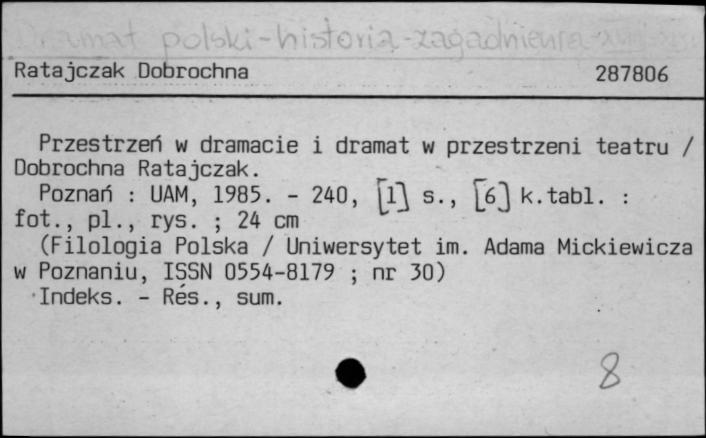 Dramat polski - historia - zagadnienia
Ratajczak Dobrochna 287806
Przestrzeń w dramacie i dramat w przestrzeni teatru /
Dobrochna Ratajczak.
Poznań : UAM, 1985. - 240, [1] s., [6] k.tabl. :
fot., pl., rys. ; 24 cm
(Filologia Polska / Uniwersytet im. Adama Mickiewicza
w Poznaniu, ISSN 0554-8179 ; nr 30)
Indeks. - Rés., sum.
8